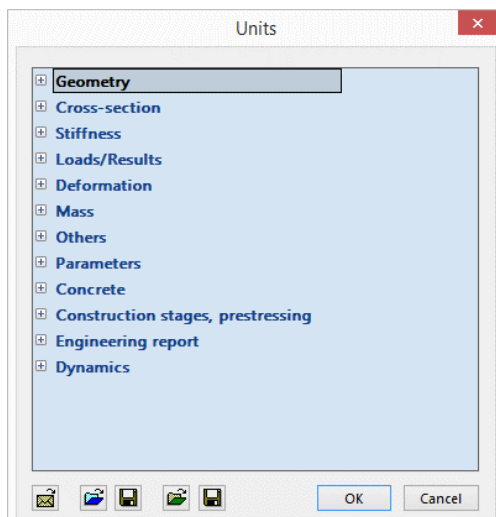 Units
Geometry
Cross-section
Stiffness
Loads/Results
Deformation
Mass
Others
Parameters
Concrete
Construction stages, prestressing
Engineering report
Dynamics
OK Cancel